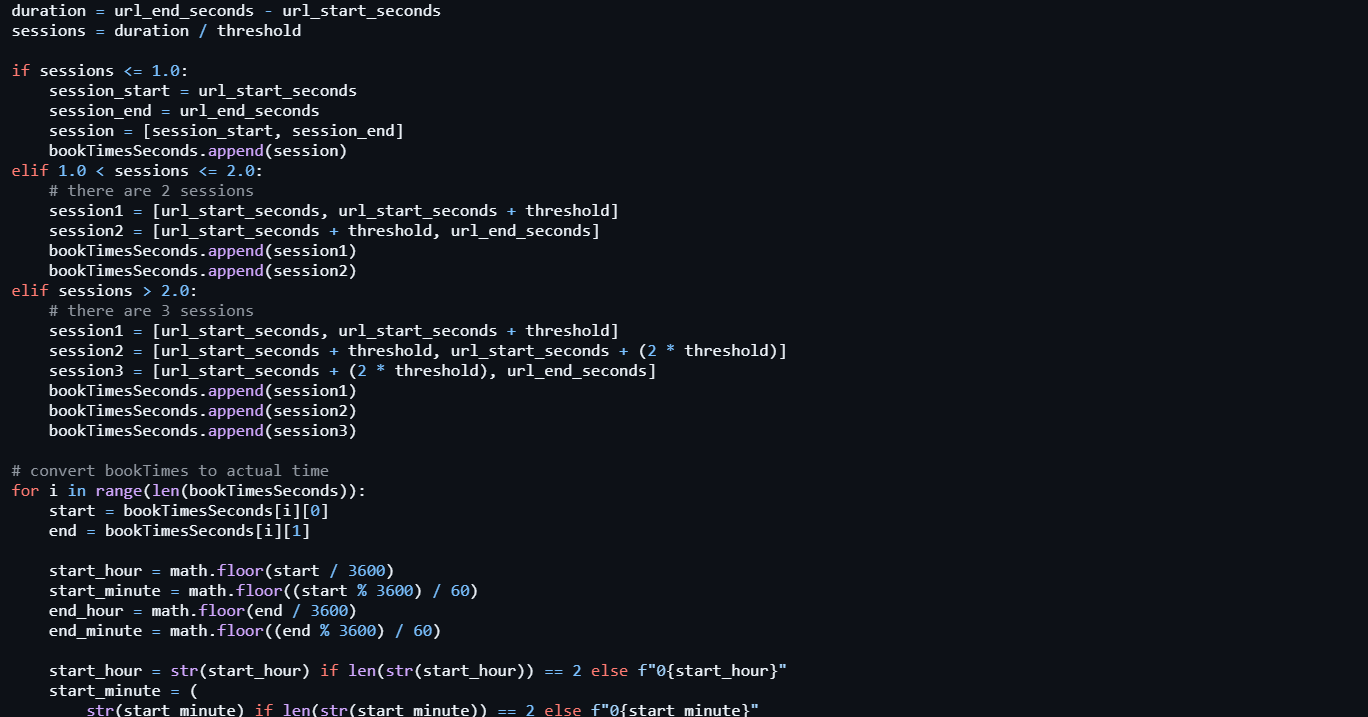 duration = url_end_seconds - url_start_seconds
sessions = duration / threshold

if sessions <= 1.0:
    session_start = url_start_seconds
    session_end = url_end_seconds
    session = [session_start, session_end]
    bookTimesSeconds.append(session)
elif 1.0 < sessions <= 2.0:
    # there are 2 sessions
    session1 = [url_start_seconds, url_start_seconds + threshold]
    session2 = [url_start_seconds + threshold, url_end_seconds]
    bookTimesSeconds.append(session1)
    bookTimesSeconds.append(session2)
elif sessions > 2.0:
    # there are 3 sessions
    session1 = [url_start_seconds, url_start_seconds + threshold]
    session2 = [url_start_seconds + threshold, url_start_seconds + (2 * threshold)]
    session3 = [url_start_seconds + (2 * threshold), url_end_seconds]
    bookTimesSeconds.append(session1)
    bookTimesSeconds.append(session2)
    bookTimesSeconds.append(session3)

# convert bookTimes to actual time
for i in range(len(bookTimesSeconds)):
    start = bookTimesSeconds[i][0]
    end = bookTimesSeconds[i][1]

    start_hour = math.floor(start / 3600)
    start_minute = math.floor((start % 3600) / 60)
    end_hour = math.floor(end / 3600)
    end_minute = math.floor((end % 3600) / 60)

    start_hour = str(start_hour) if len(str(start_hour)) == 2 else f"0{start_hour}"
    start_minute = (
        str(start_minute) if len(str(start_minute)) == 2 else f"0{start_minute}"